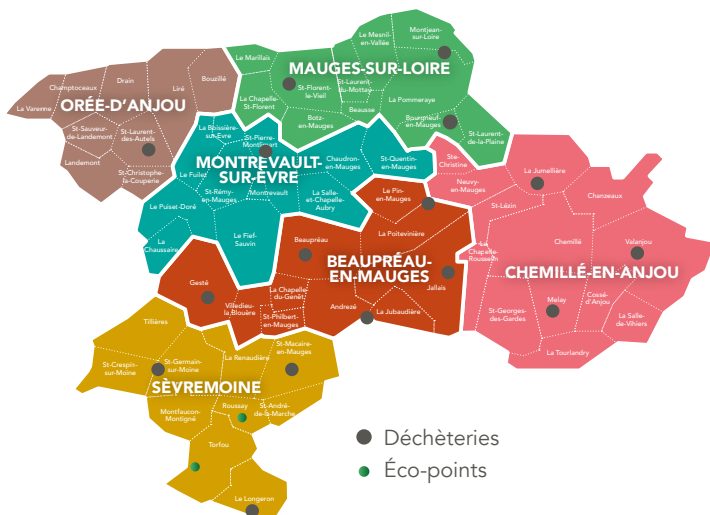 Montjean-
sur-Loire
Le Mesnil-
en-Vallée
Le Marillais
MAUGES-SUR-LOIRE
St-Florent-
le-Vieil
St-Laurent-
du-Mottay
La Pommeraye
La Chapelle-
St-Florent
Beausse
Botz-
en-Mauges
Bourgneuf-
en-Mauges
St-Laurent-
de-la-Plaine
Bouzillé
Drain
Liré
Champtoceaux
La Varenne
ORÉE-D'ANJOU
St-Sauveur-
de-Landemont
St-Laurent-
des-Autels
Landemont
St-Christophe-
la-Couperie
La Boissière-
sur-Evre
St-Pierre-
Montlimart
MONTREVAULT-
SUR-ÈVRE
Chaudron-
en-Mauges
St-Quentin-
en-Mauges
Le Fuilet
St-Rémy-
en-Mauges
Montrevault
La Salle-
et-Chapelle-
Aubry
Le Puiset-Doré
La
Chaussaire
Le Fief-
Sauvin
Ste-
Christine
Neuvy-
en-Mauges
La Jumellière
Chanzeaux
St-Lézin
La
Chapelle-
Rousselin
Chemillé
Valanjou
CHEMILLÉ-EN-ANJOU
St-Georges-
des-Gardes
Melay
Cossé-
d'Anjou
La Salle-
de-Vihiers
La Tourlandry
Le Pin-
en-Mauges
La Poitevinière
Beaupréau
BEAUPRÉAU-
EN-MAUGES
Jallais
Gesté
La Chapelle-
du-Genêt
Villedieu-
la-Blouère
St-Philbert-
en-Mauges
Andrezé
La Jubaudière
Tillières
St-Crespin-
sur-Moine
St-Germain-
sur-Moine
La Renaudière
St-Macaire-
en-Mauges
SÈVREMOINE
Montfaucon-
Montigné
Roussay
St-André-
de-la-Marche
Torfou
Le Longeron
Déchèteries
Éco-points